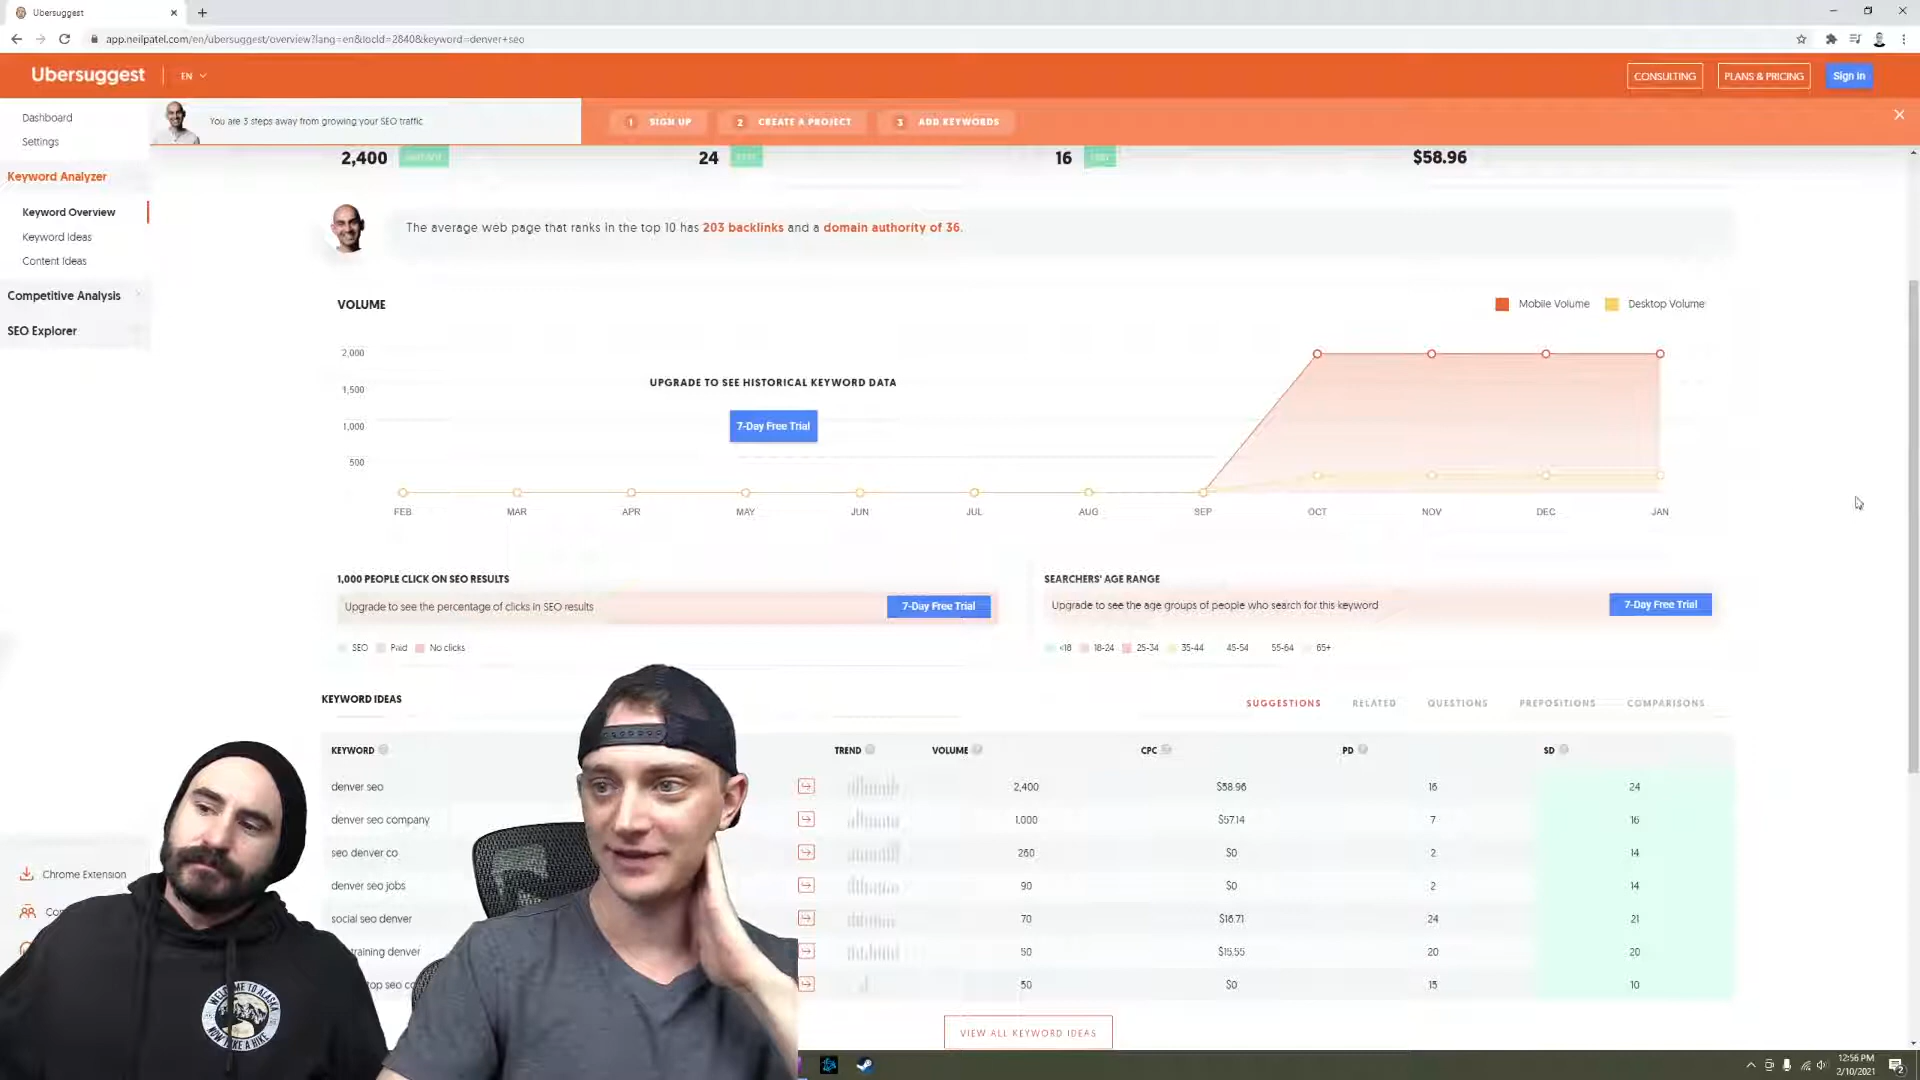 Ubersuggest
app.neilpatel.com/en/ubersuggest/overview?lang=en&locId=2840&keyword=denver+seo
Ubersuggest
EN
CONSULTING
PLANS & PRICING
Sign in
Dashboard
Settings
You are 3 steps away from growing your SEO traffic
1 SIGN UP
2 CREATE A PROJECT
3 ADD KEYWORDS
2,400
24
16
$58.96
Keyword Analyzer
Keyword Overview
Keyword Ideas
Content Ideas
Competitive Analysis
SEO Explorer
The average web page that ranks in the top 10 has 203 backlinks and a domain authority of 36.
VOLUME
Mobile Volume
Desktop Volume
2,000
1,500
1,000
500
UPGRADE TO SEE HISTORICAL KEYWORD DATA
7-Day Free Trial
FEB MAR APR MAY JUN JUL AUG SEP OCT NOV DEC JAN
1,000 PEOPLE CLICK ON SEO RESULTS
Upgrade to see the percentage of clicks in SEO results
7-Day Free Trial
SEO Paid No clicks
SEARCHERS' AGE RANGE
Upgrade to see the age groups of people who search for this keyword
7-Day Free Trial
<18 18-24 25-34 35-44 45-54 55-64 65+
KEYWORD IDEAS
SUGGESTIONS RELATED QUESTIONS PREPOSITIONS COMPARISONS
KEYWORD TREND VOLUME CPC PD SD
denver seo 2,400 $58.96 16 24
denver seo company 1,000 $57.14 7 16
seo denver co 260 $0 2 14
denver seo jobs 90 $0 2 14
social seo denver 70 $16.71 24 21
training denver 50 $15.55 20 20
top seo 50 $0 15 10
VIEW ALL KEYWORD IDEAS
Chrome Extension
WELCOME TO ALASKA
NOW TAKE A HIKE
12:56 PM
2/10/2021